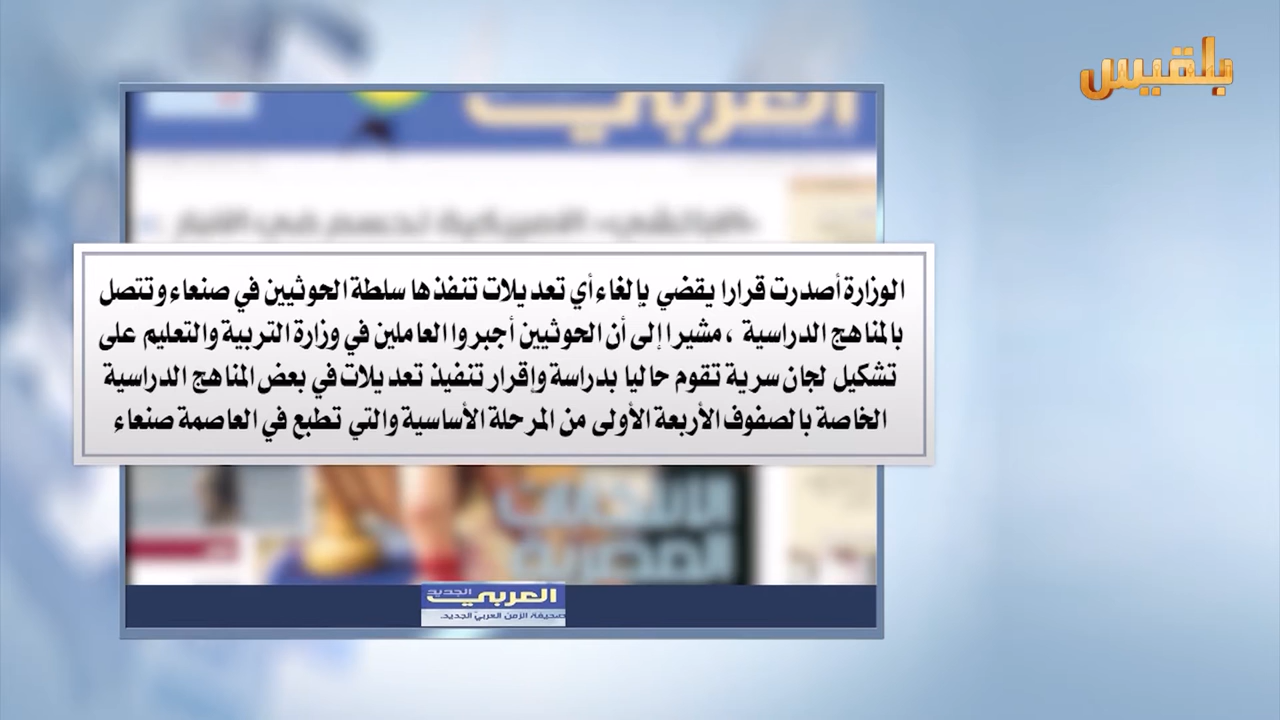 بلقيس
العربي
الوزارة أصدرت قرارا يقضي بإلغاء أي تعديلات تنفذها سلطة الحوثيين في صنعاء وتتصل
بالمناهج الدراسية ، مشيرا إلى أن الحوثيين أجبروا العاملين في وزارة التربية والتعليم على
تشكيل لجان سرية تقوم حاليا بدراسة وإقرار تنفيذ تعديلات في بعض المناهج الدراسية
الخاصة بالصفوف الأربعة الأولى من المرحلة الأساسية والتي تطبع في العاصمة صنعاء
الانتخابات
المصرية
العربي الجديد
صحيفة الزمن العربي الجديد